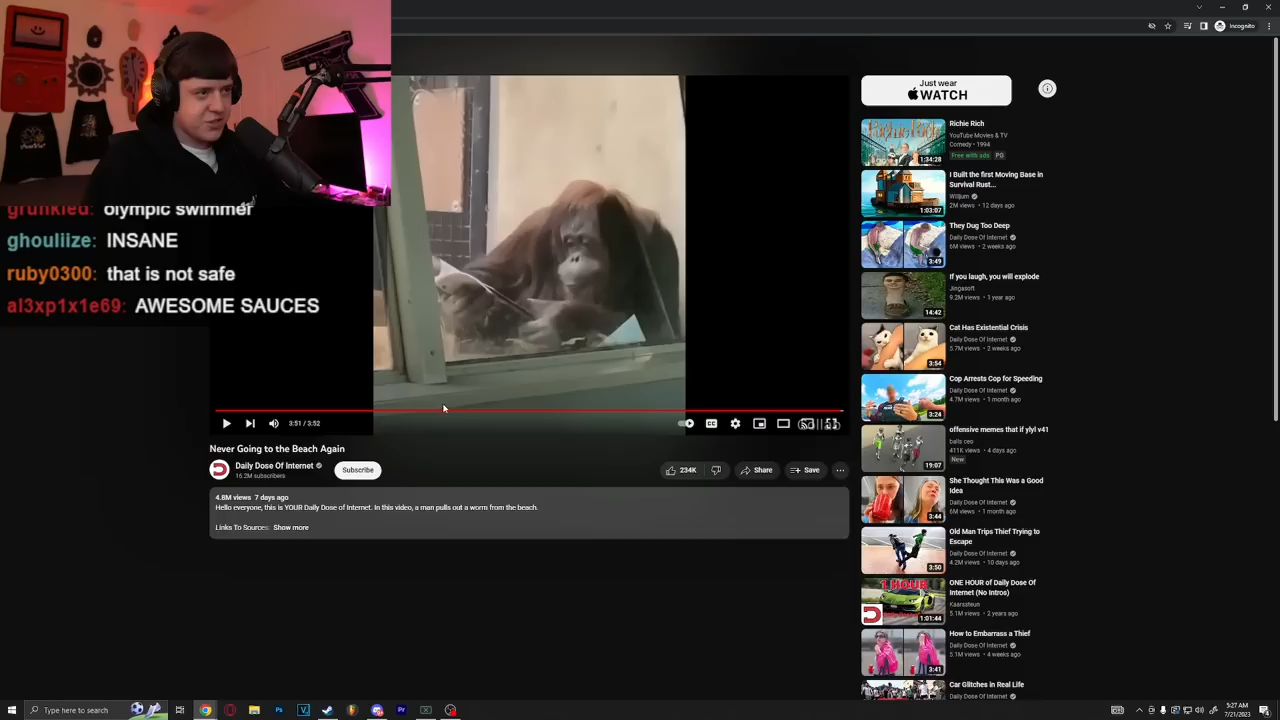 Incognito
grunkled: olympic swimmer
ghouliize: INSANE
ruby0300: that is not safe
al3xp1x1e69: AWESOME SAUCES
3:51 / 3:52
Never Going to the Beach Again
Daily Dose Of Internet
16.2M subscribers
Subscribe
234K
Share
Save
4.8M views 7 days ago
Hello everyone, this is YOUR Daily Dose of Internet. In this video, a man pulls out a worm from the beach.
Links To Sources: Show more
Just wear
WATCH
Richie Rich
1:34:28
Richie Rich
YouTube Movies & TV
Comedy • 1994
Free with ads PG
1:03:07
I Built the first Moving Base in
Survival Rust...
Willjum
2M views • 12 days ago
3:49
They Dug Too Deep
Daily Dose Of Internet
6M views • 2 weeks ago
14:42
If you laugh, you will explode
Jingasoft
9.2M views • 1 year ago
3:54
Cat Has Existential Crisis
Daily Dose Of Internet
5.7M views • 2 weeks ago
3:24
Cop Arrests Cop for Speeding
Daily Dose Of Internet
4.7M views • 1 month ago
19:07
offensive memes that if ylyl v41
balls ceo
411K views • 4 days ago
New
3:44
She Thought This Was a Good
Idea
Daily Dose Of Internet
6M views • 1 month ago
3:50
Old Man Trips Thief Trying to
Escape
Daily Dose Of Internet
4.2M views • 10 days ago
1 HOUR
1:01:44
ONE HOUR of Daily Dose Of
Internet (No Intros)
Kaarssteun
5.1M views • 2 years ago
3:41
How to Embarrass a Thief
Daily Dose Of Internet
5.1M views • 4 weeks ago
Car Glitches in Real Life
Daily Dose Of Internet
Type here to search
5:27 AM
7/21/2023